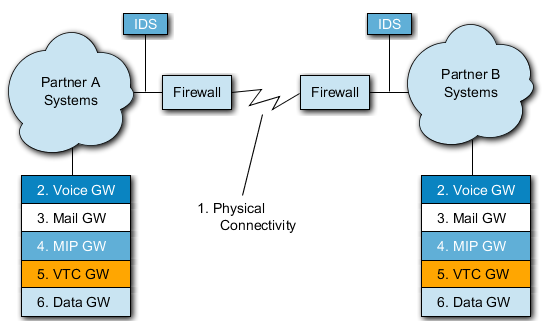 IDS
IDS
Partner A
Systems
Firewall
Firewall
Partner B
Systems
1. Physical
Connectivity
2. Voice GW
3. Mail GW
4. MIP GW
5. VTC GW
6. Data GW
2. Voice GW
3. Mail GW
4. MIP GW
5. VTC GW
6. Data GW